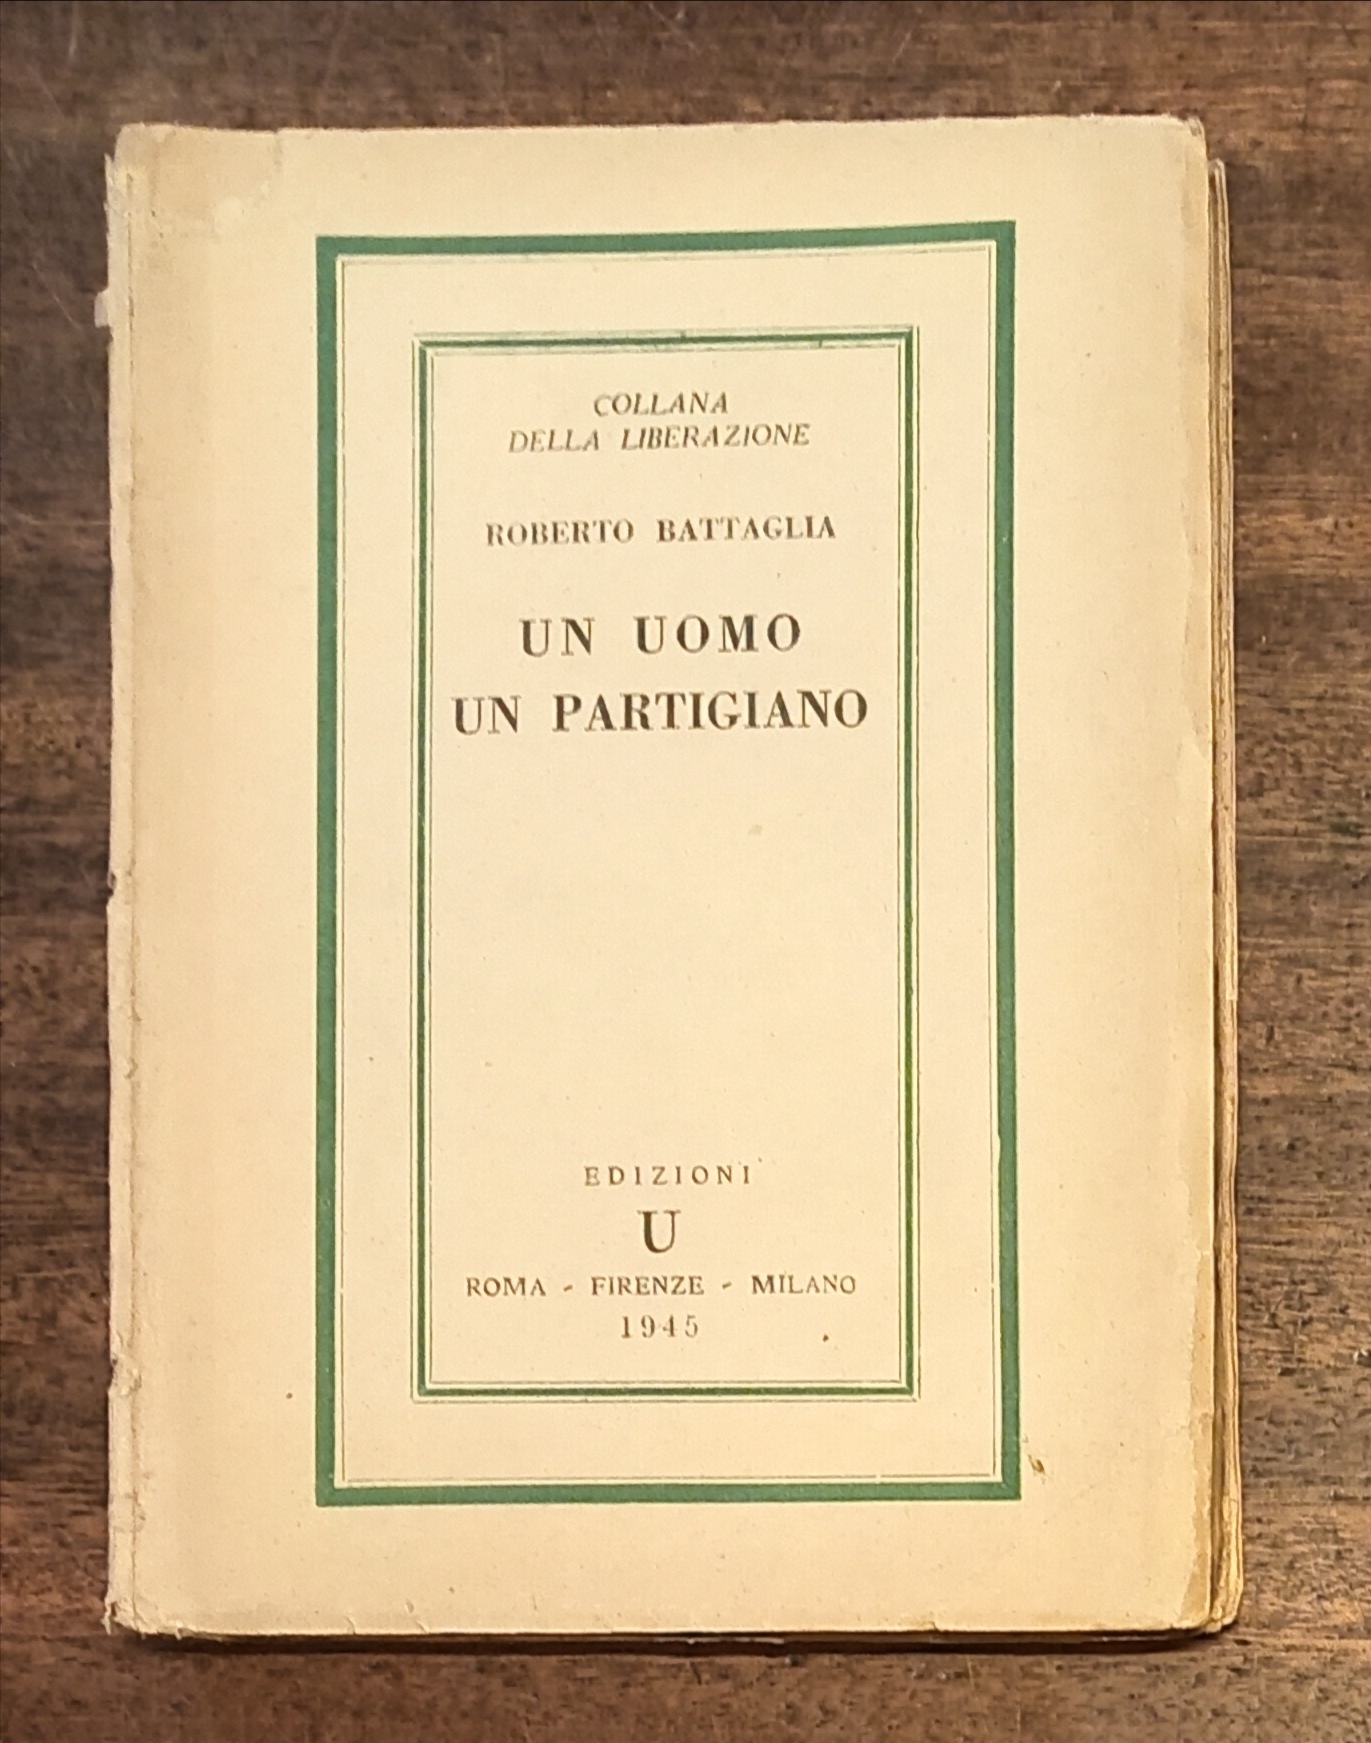 COLLANA
DELLA LIBERAZIONE
ROBERTO BATTAGLIA
UN UOMO
UN PARTIGIANO
EDIZIONI
U
ROMA - FIRENZE - MILANO
1945